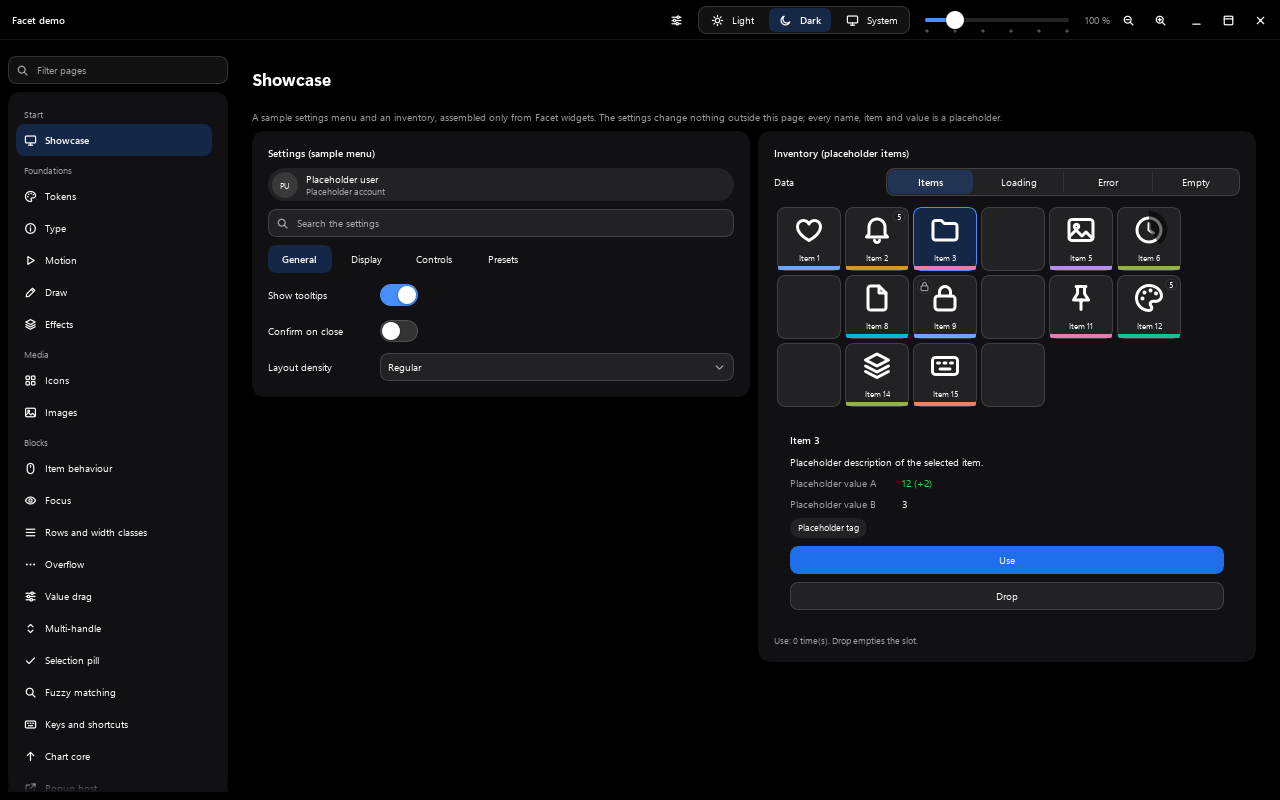 Facet demo
Light
Dark
System
100 %
Filter pages
Start
Showcase
Foundations
Tokens
Type
Motion
Draw
Effects
Media
Icons
Images
Blocks
Item behaviour
Focus
Rows and width classes
Overflow
Value drag
Multi-handle
Selection pill
Fuzzy matching
Keys and shortcuts
Chart core
Popup host
Showcase
A sample settings menu and an inventory, assembled only from Facet widgets. The settings change nothing outside this page; every name, item and value is a placeholder.
Settings (sample menu)
PU
Placeholder user
Placeholder account
Search the settings
General
Display
Controls
Presets
Show tooltips
Confirm on close
Layout density
Regular
Inventory (placeholder items)
Data
Items
Loading
Error
Empty
Item 1
5
Item 2
Item 3
Item 5
Item 6
Item 8
Item 9
Item 11
5
Item 12
Item 14
Item 15
Item 3
Placeholder description of the selected item.
Placeholder value A 12 (+2)
Placeholder value B 3
Placeholder tag
Use
Drop
Use: 0 time(s). Drop empties the slot.